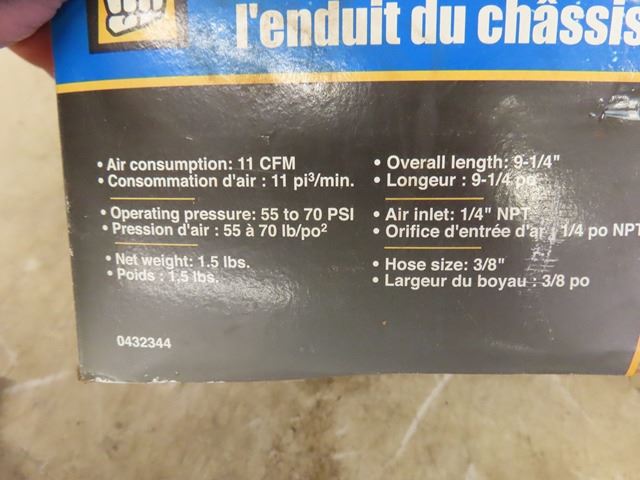 l'enduit du châssis
• Air consumption: 11 CFM
• Consommation d'air : 11 pi³/min.
• Operating pressure: 55 to 70 PSI
• Pression d'air : 55 à 70 lb/po²
• Net weight: 1.5 lbs.
• Poids : 1,5 lbs.
• Overall length: 9-1/4"
• Longeur : 9-1/4 po
• Air inlet: 1/4" NPT
• Orifice d'entrée d'air : 1/4 po NPT
• Hose size: 3/8"
• Largeur du boyau : 3/8 po
0432344